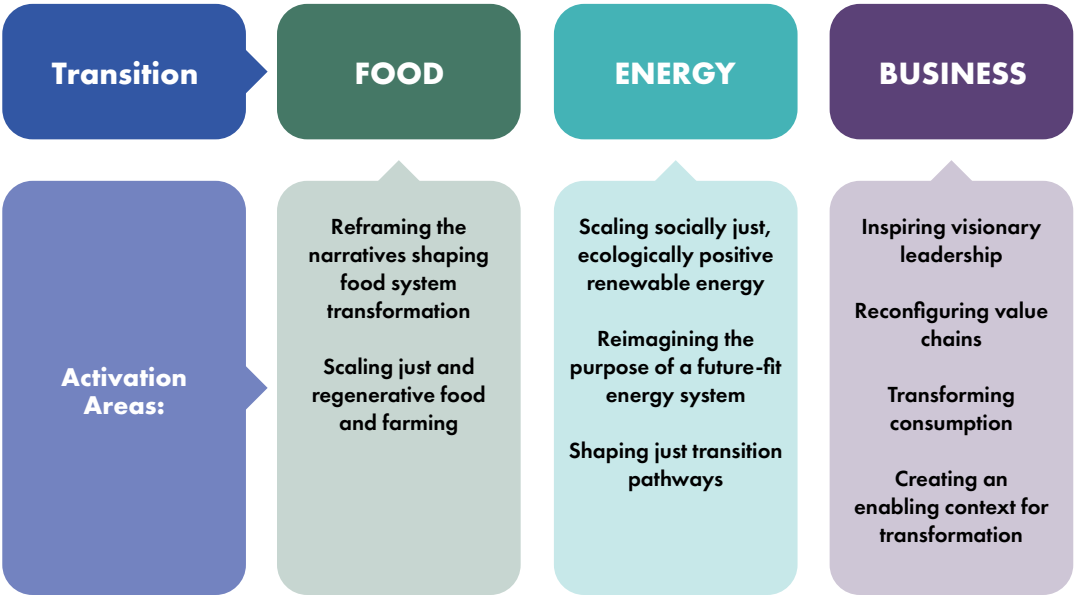 Transition
FOOD
ENERGY
BUSINESS
Activation
Areas:
Reframing the
narratives shaping
food system
transformation
Scaling just and
regenerative food
and farming
Scaling socially just,
ecologically positive
renewable energy
Reimagining the
purpose of a future-fit
energy system
Shaping just transition
pathways
Inspiring visionary
leadership
Reconfiguring value
chains
Transforming
consumption
Creating an
enabling context for
transformation